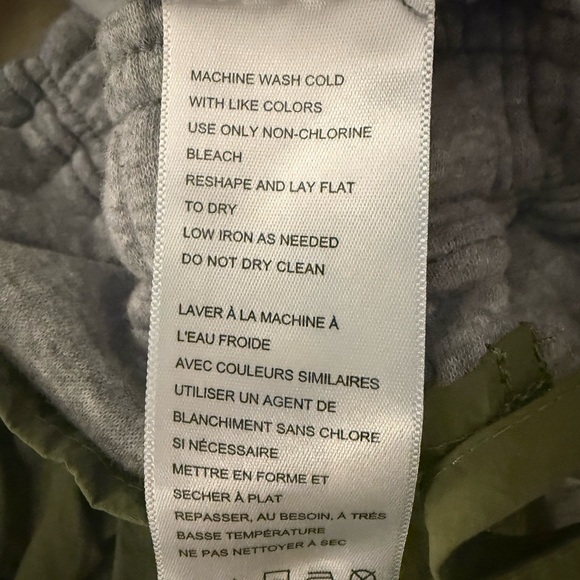 MACHINE WASH COLD
WITH LIKE COLORS
USE ONLY NON-CHLORINE
BLEACH
RESHAPE AND LAY FLAT
TO DRY
LOW IRON AS NEEDED
DO NOT DRY CLEAN
LAVER À LA MACHINE À
L'EAU FROIDE
AVEC COULEURS SIMILAIRES
UTILISER UN AGENT DE
BLANCHIMENT SANS CHLORE
SI NÉCESSAIRE
METTRE EN FORME ET
SECHER À PLAT
REPASSER, AU BESOIN, À TRÈS
BASSE TEMPÉRATURE
NE PAS NETTOYER À SEC